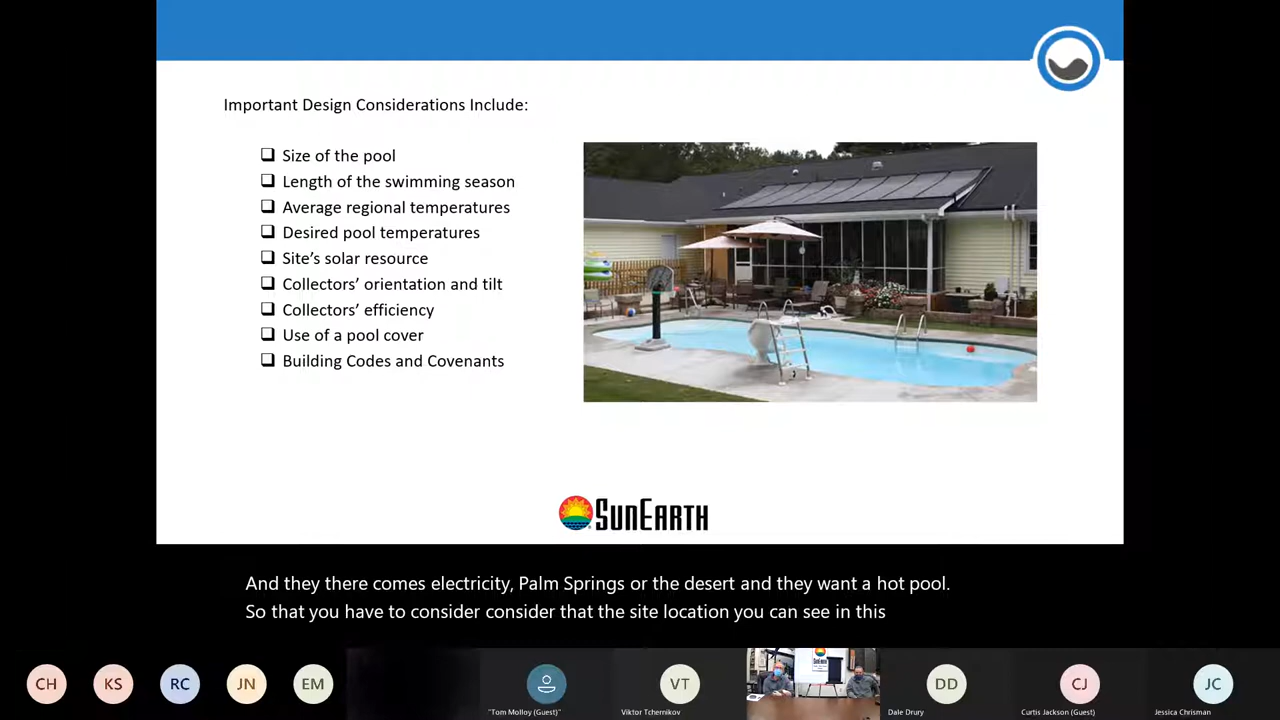 Important Design Considerations Include:
Size of the pool
Length of the swimming season
Average regional temperatures
Desired pool temperatures
Site's solar resource
Collectors' orientation and tilt
Collectors' efficiency
Use of a pool cover
Building Codes and Covenants
SUNEARTH
And they there comes electricity, Palm Springs or the desert and they want a hot pool.
So that you have to consider consider that the site location you can see in this
CH
KS
RC
JN
EM
VT
DD
CJ
JC
"Tom Molloy (Guest)"
Viktor Tchernikov
Dale Drury
Curtis Jackson (Guest)
Jessica Chrisman